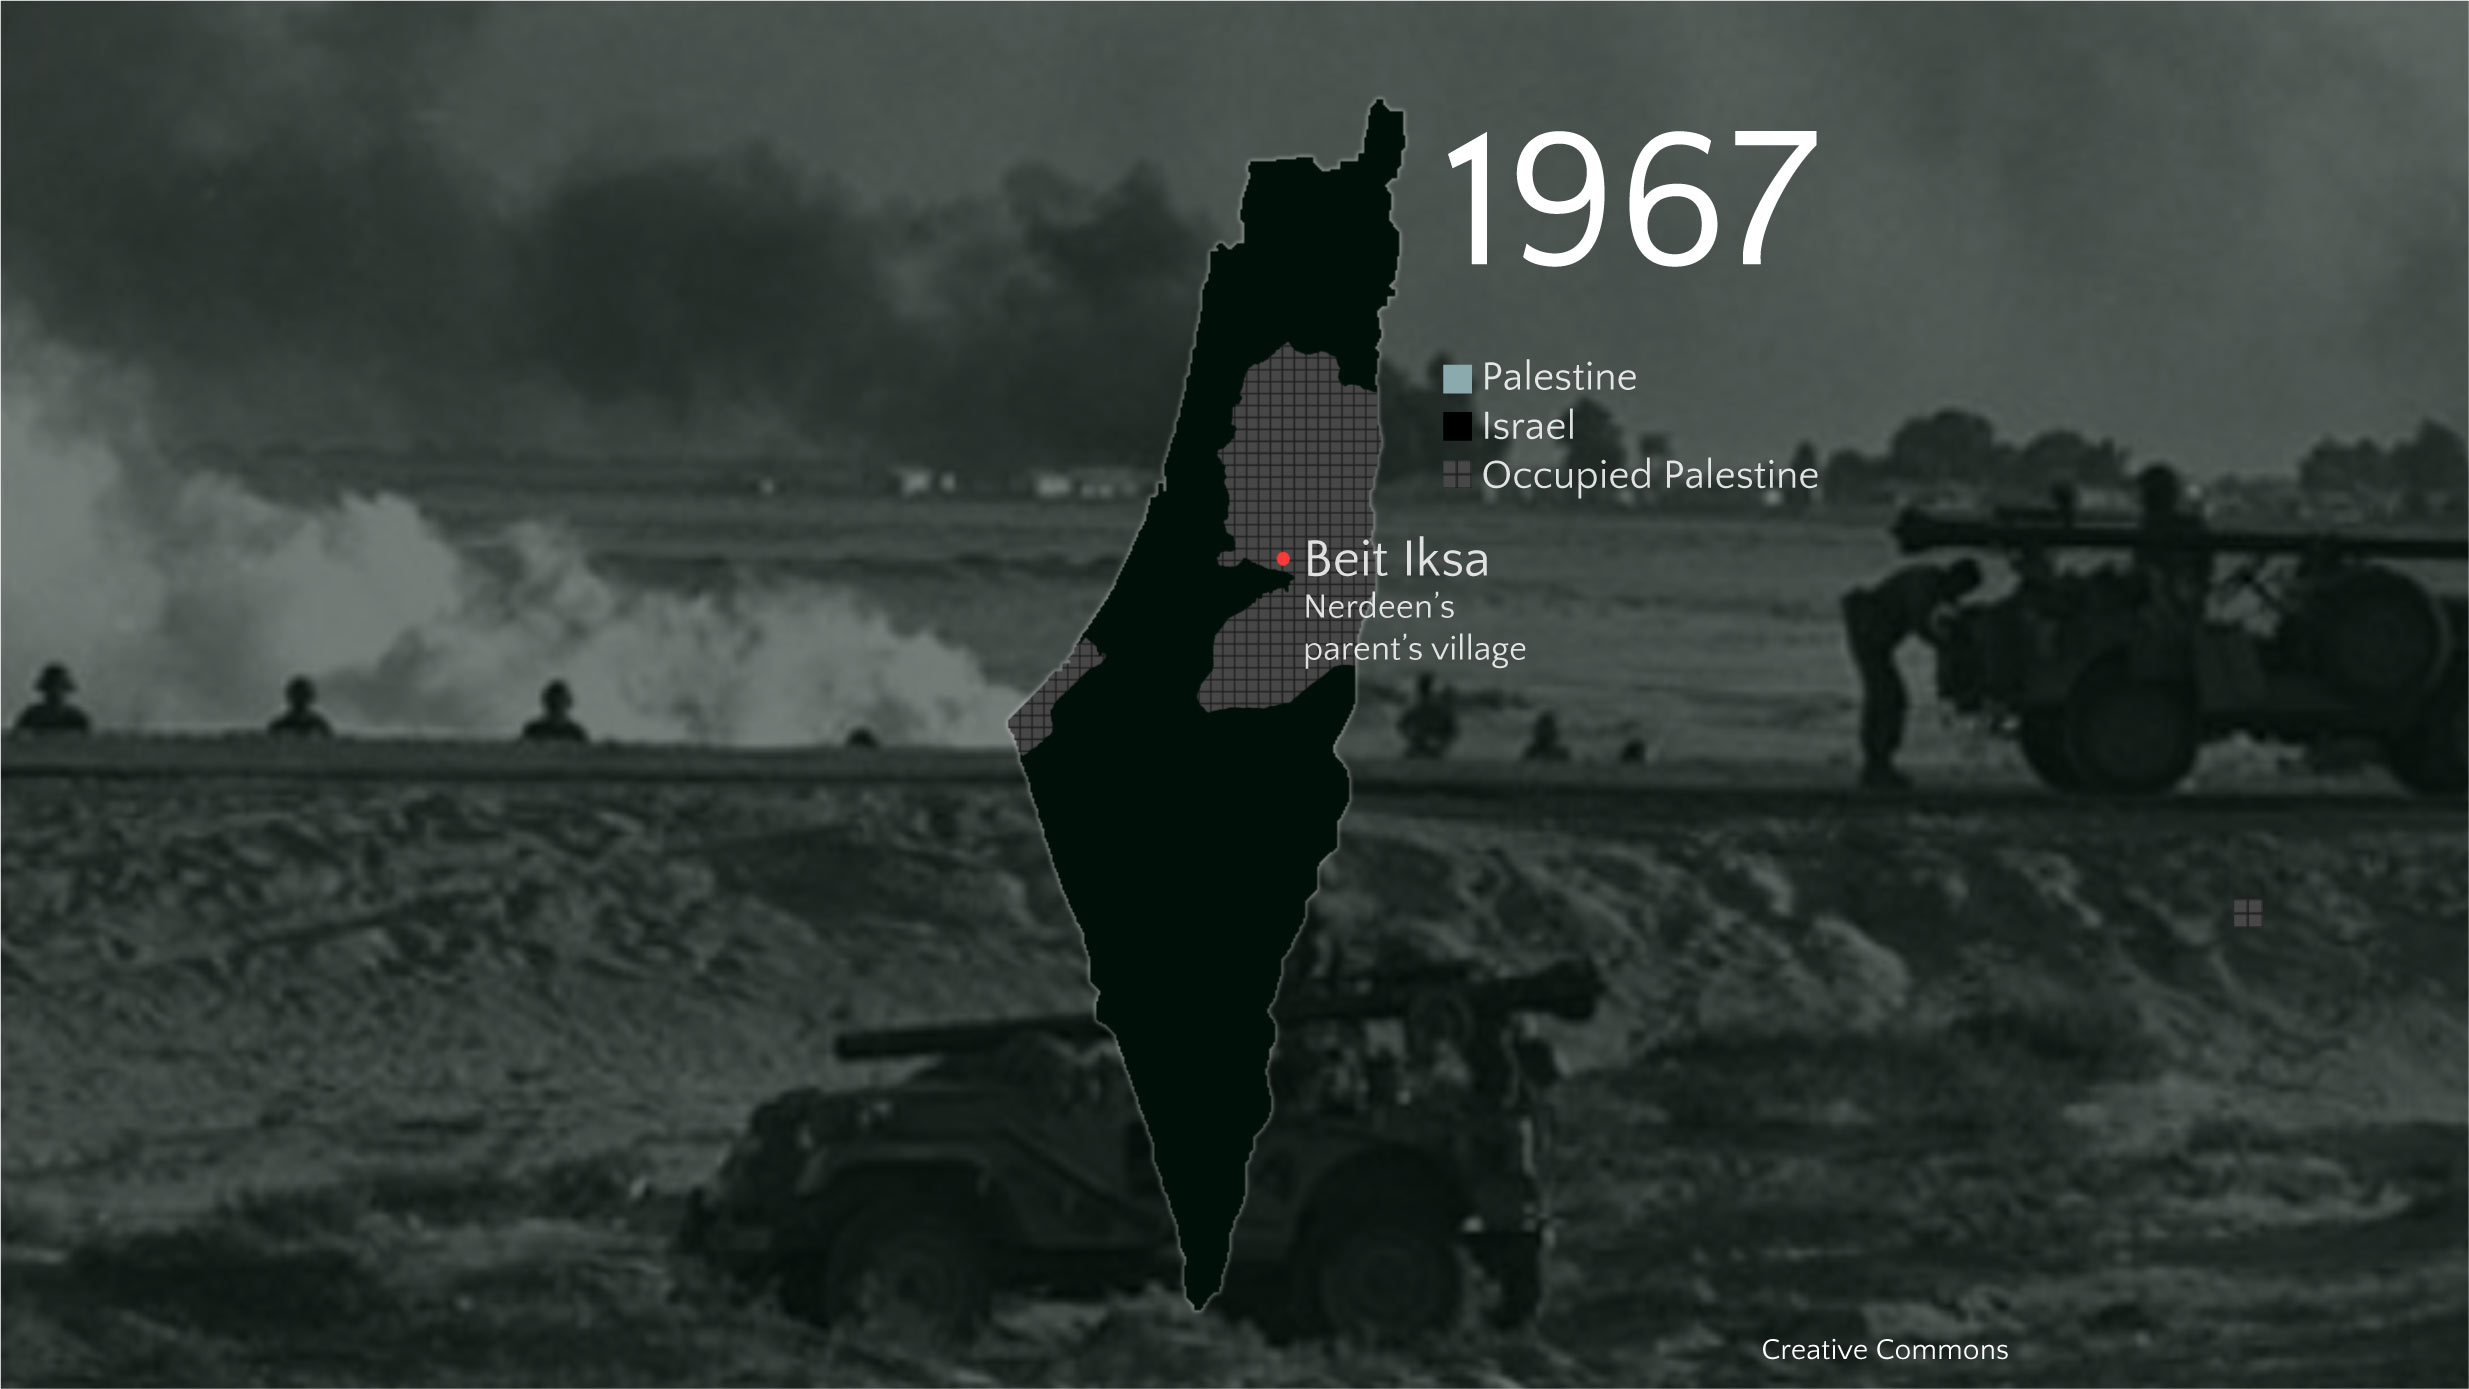 1967
Palestine
Israel
Occupied Palestine
Beit Iksa
Nerdeen’s
parent’s village
Creative Commons